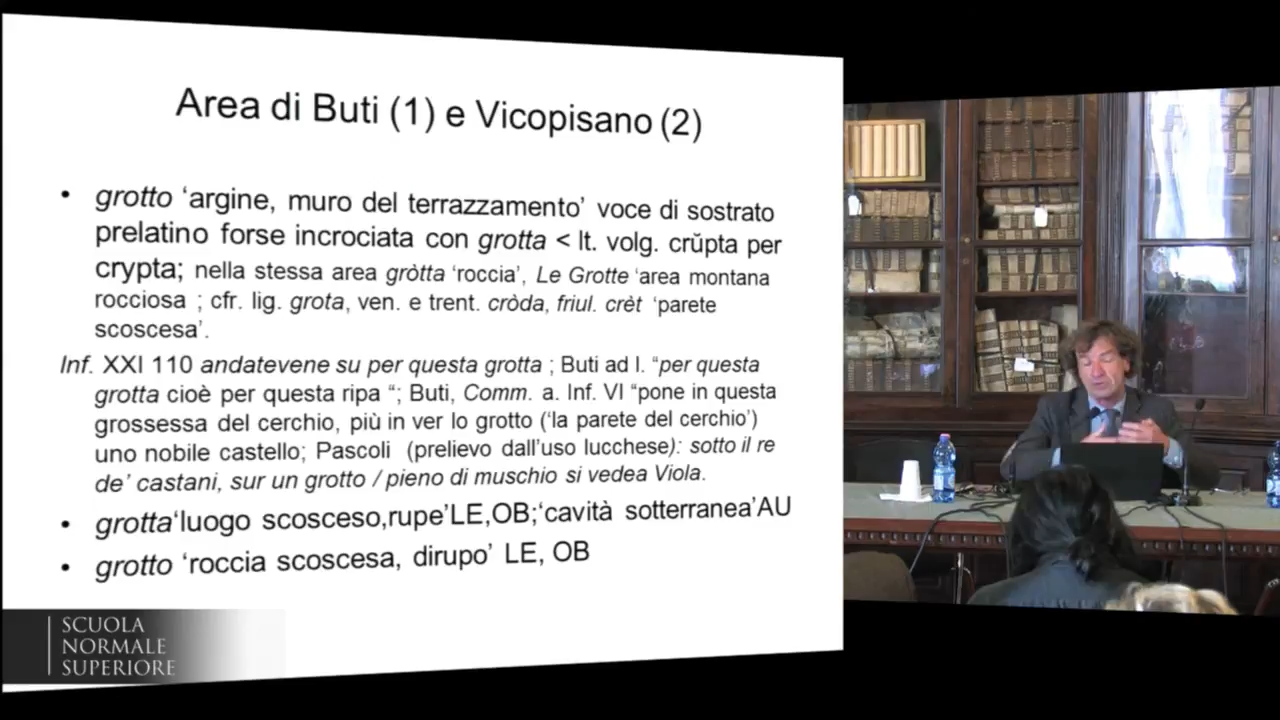 Area di Buti (1) e Vicopisano (2)
• grotto ‘argine, muro del terrazzamento’ voce di sostrato
prelatino forse incrociata con grotta < lt. volg. crŭpta per
crypta; nella stessa area gròtta ‘roccia’, Le Grotte ‘area montana
rocciosa ; cfr. lig. grota, ven. e trent. cròda, friul. crèt ‘parete
scoscesa’.
Inf. XXI 110 andatevene su per questa grotta ; Buti ad l. “per questa
grotta cioè per questa ripa “; Buti, Comm. a. Inf. VI “pone in questa
grossessa del cerchio, più in ver lo grotto (‘la parete del cerchio’)
uno nobile castello; Pascoli (prelievo dall’uso lucchese): sotto il re
de’ castani, sur un grotto / pieno di muschio si vedea Viola.
• grotta‘luogo scosceso,rupe’LE,OB;‘cavità sotterranea’AU
• grotto ‘roccia scoscesa, dirupo’ LE, OB
SCUOLA
NORMALE
SUPERIORE